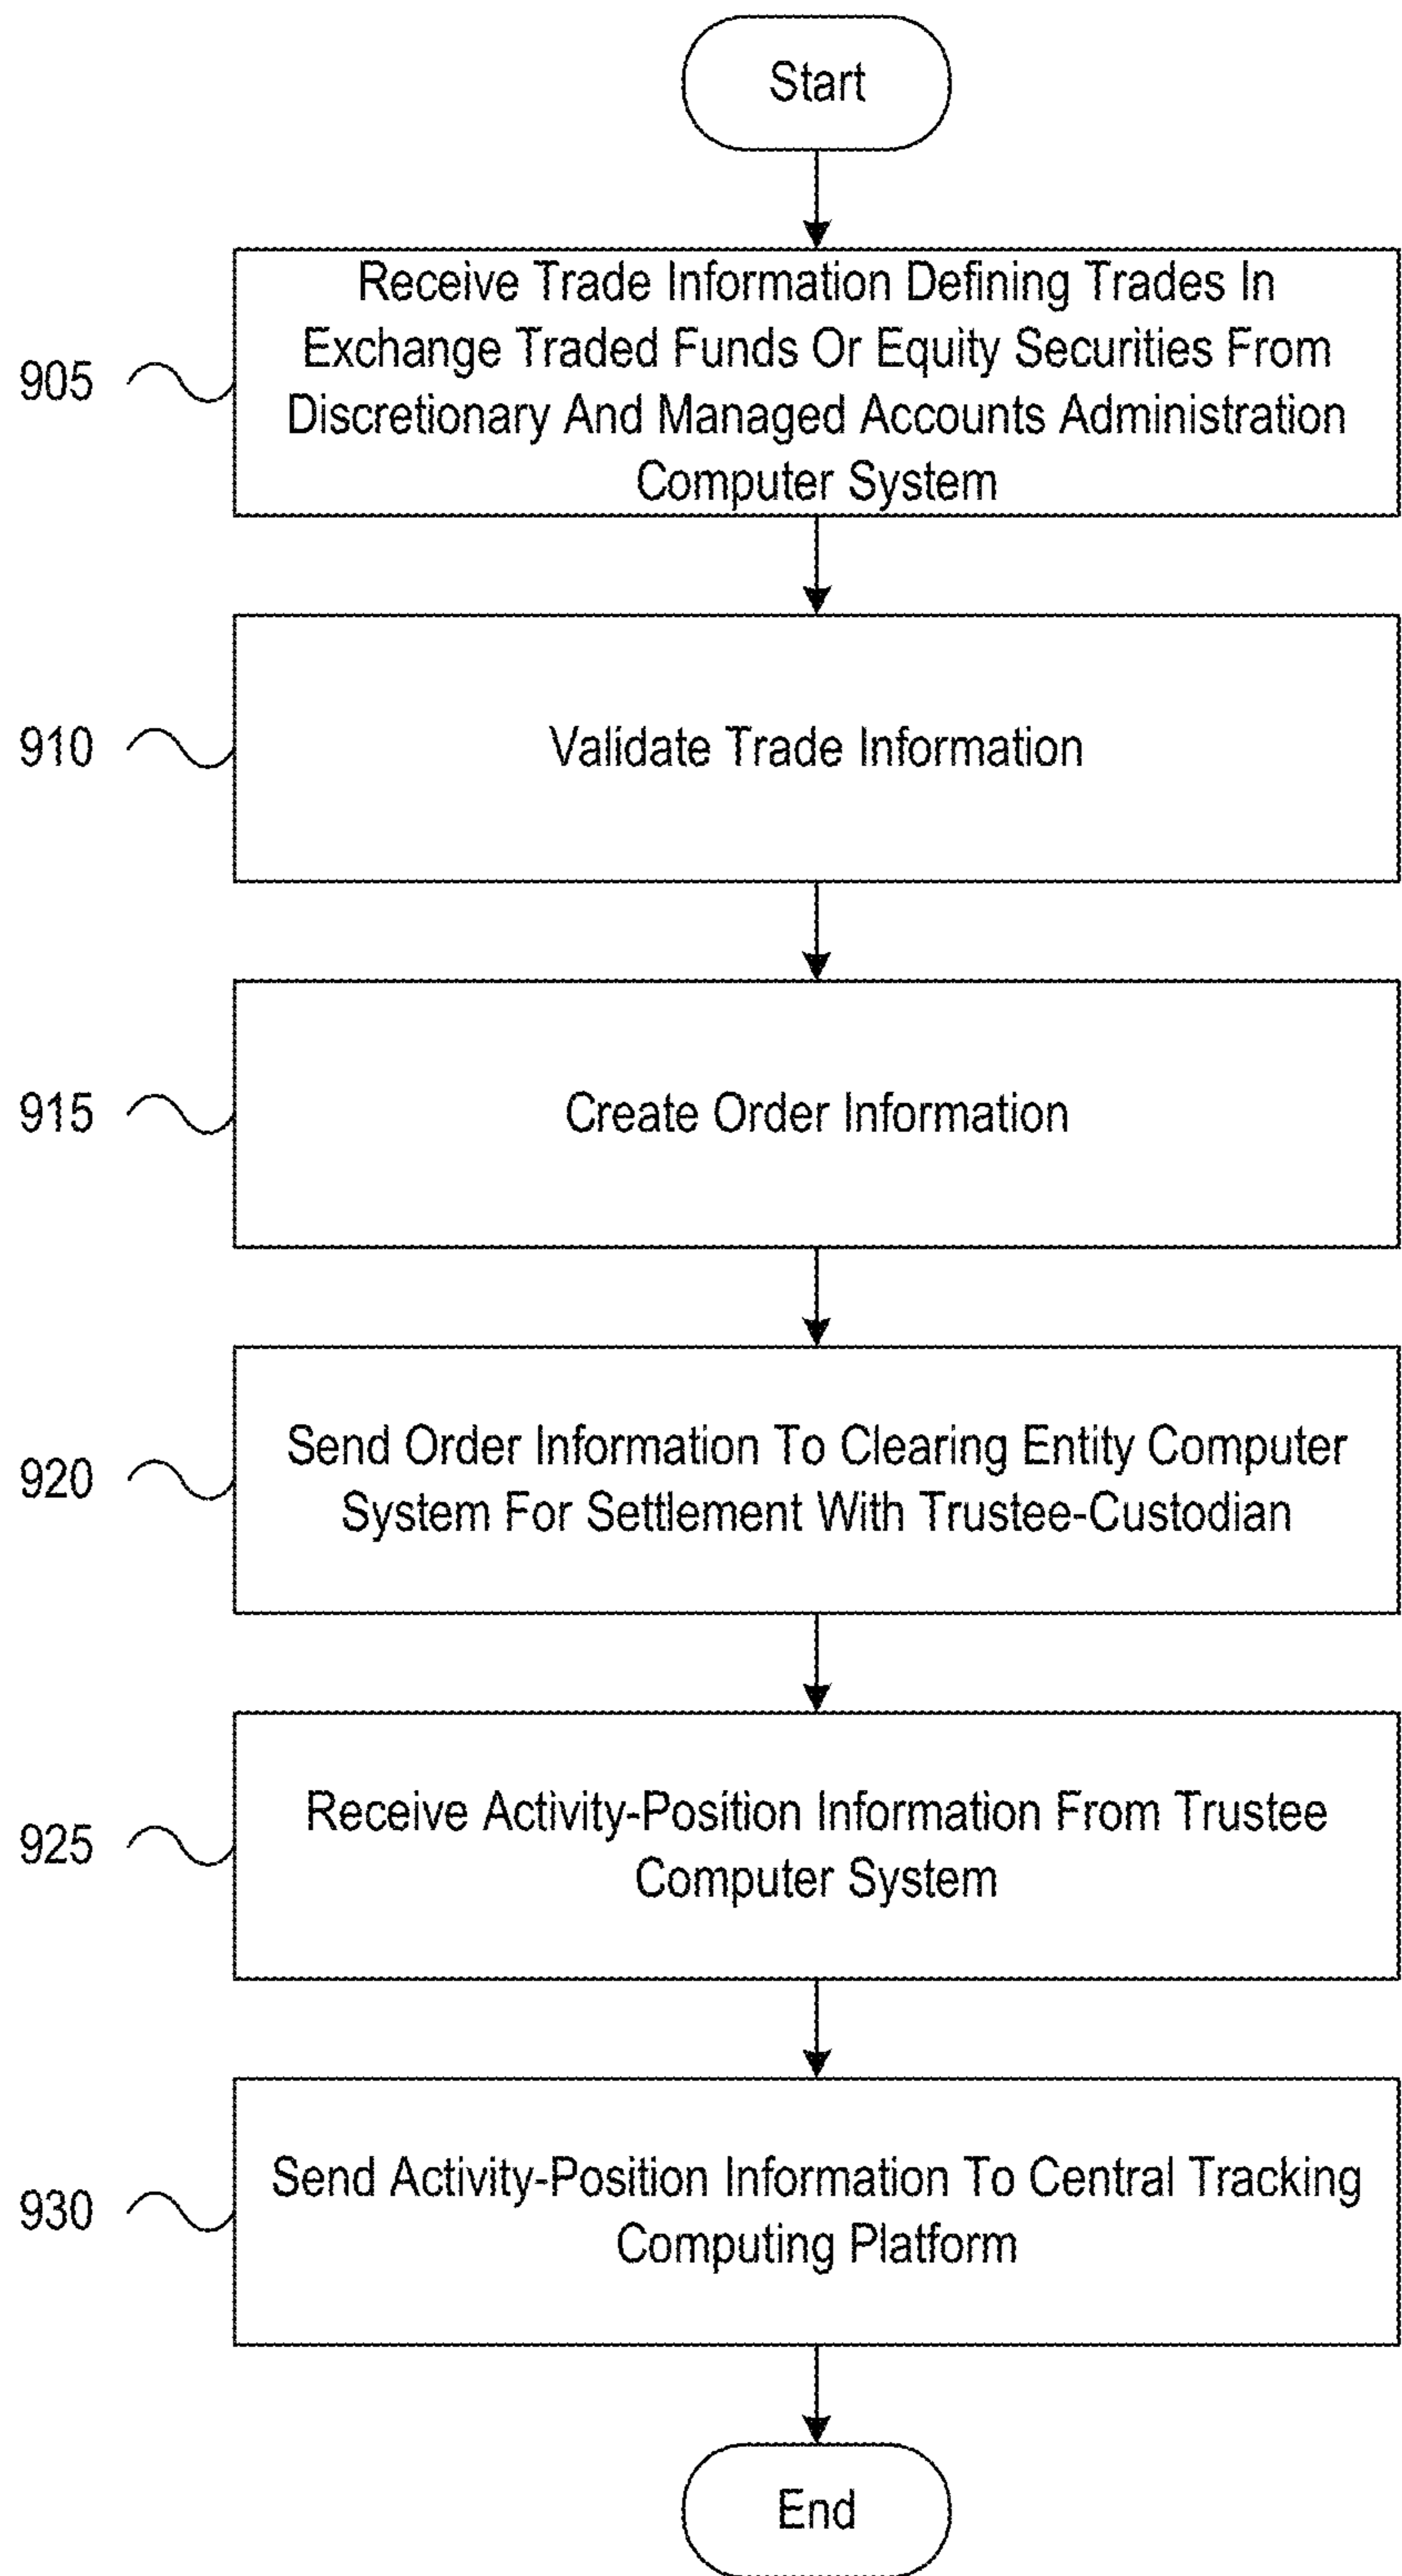 Start
Receive Trade Information Defining Trades In
Exchange Traded Funds Or Equity Securities From
905
Discretionary And Managed Accounts Administration
Computer System
910
Validate Trade Information
915
Create Order Information
Send Order Information To Clearing Entity Computer
920
System For Settlement With Trustee-Custodian
Receive Activity-Position Information From Trustee
925
Computer System
Send Activity-Position Information To Central Tracking
930
Computing Platform
End